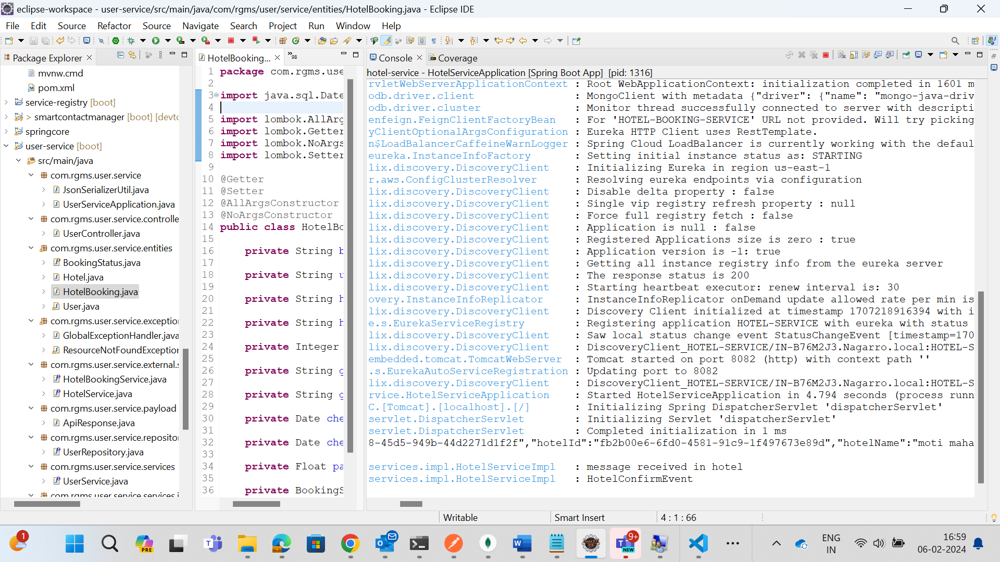 eclipse-workspace - user-service/src/main/java/com/rgms/user/service/entities/HotelBooking.java - Eclipse IDE
File Edit Source Refactor Source Navigate Search Project Run Window Help
Package Explorer
mvnw.cmd
pom.xml
service-registry [boot]
> smartcontactmanager [boot] [devtc
springcore
user-service [boot]
src/main/java
com.rgms.user.service
JsonSerializerUtil.java
UserServiceApplication.java
com.rgms.user.service.controlle
UserController.java
com.rgms.user.service.entities
BookingStatus.java
Hotel.java
HotelBooking.java
User.java
com.rgms.user.service.exception
GlobalExceptionHandler.java
ResourceNotFoundException
com.rgms.user.service.external.s
HotelBookingService.java
HotelService.java
com.rgms.user.service.payload
ApiResponse.java
com.rgms.user.service.repositor
UserRepository.java
com.rgms.user.service.services
UserService.java
com.rgms.user.service.services.i
HotelBooking... »98
1 package com.rgms.use
2
3 import java.sql.Date
4
5 import lombok.AllArg
6 import lombok.Getter
7 import lombok.NoArgs
8 import lombok.Setter
9
10 @Getter
11 @Setter
12 @AllArgsConstructor
13 @NoArgsConstructor
14 public class HotelBo
15
16 private String b
17
18 private String u
19
20 private String h
21
22 private String h
23
24 private Integer
25
26 private String g
27
28 private String g
29
30 private Date che
31
32 private Date che
33
34 private Float pa
35
36 private BookingS
Console Coverage
hotel-service - HotelServiceApplication [Spring Boot App] [pid: 1316]
rvletWebServerApplicationContext : Root WebApplicationContext: initialization completed in 1601 m
odb.driver.client : MongoClient with metadata {"driver": {"name": "mongo-java-driv
odb.driver.cluster : Monitor thread successfully connected to server with descripti
enfeign.FeignClientFactoryBean : For 'HOTEL-BOOKING-SERVICE' URL not provided. Will try picking
yClientOptionalArgsConfiguration : Eureka HTTP Client uses RestTemplate.
n$LoadBalancerCaffeineWarnLogger : Spring Cloud LoadBalancer is currently working with the defaul
eureka.InstanceInfoFactory : Setting initial instance status as: STARTING
lix.discovery.DiscoveryClient : Initializing Eureka in region us-east-1
r.aws.ConfigClusterResolver : Resolving eureka endpoints via configuration
lix.discovery.DiscoveryClient : Disable delta property : false
lix.discovery.DiscoveryClient : Single vip registry refresh property : null
lix.discovery.DiscoveryClient : Force full registry fetch : false
lix.discovery.DiscoveryClient : Application is null : false
lix.discovery.DiscoveryClient : Registered Applications size is zero : true
lix.discovery.DiscoveryClient : Application version is -1: true
lix.discovery.DiscoveryClient : Getting all instance registry info from the eureka server
lix.discovery.DiscoveryClient : The response status is 200
lix.discovery.DiscoveryClient : Starting heartbeat executor: renew interval is: 30
overy.InstanceInfoReplicator : InstanceInfoReplicator onDemand update allowed rate per min is
lix.discovery.DiscoveryClient : Discovery Client initialized at timestamp 1707218916394 with i
e.s.EurekaServiceRegistry : Registering application HOTEL-SERVICE with eureka with status
lix.discovery.DiscoveryClient : Saw local status change event StatusChangeEvent [timestamp=170
lix.discovery.DiscoveryClient : DiscoveryClient_HOTEL-SERVICE/IN-B76M2J3.Nagarro.local:HOTEL-S
embedded.tomcat.TomcatWebServer : Tomcat started on port 8082 (http) with context path ''
.s.EurekaAutoServiceRegistration : Updating port to 8082
lix.discovery.DiscoveryClient : DiscoveryClient_HOTEL-SERVICE/IN-B76M2J3.Nagarro.local:HOTEL-S
rvice.HotelServiceApplication : Started HotelServiceApplication in 4.794 seconds (process runn
C.[Tomcat].[localhost].[/] : Initializing Spring DispatcherServlet 'dispatcherServlet'
servlet.DispatcherServlet : Initializing Servlet 'dispatcherServlet'
servlet.DispatcherServlet : Completed initialization in 1 ms
8-45d5-949b-44d2271d1f2f","hotelId":"fb2b00e6-6fd0-4581-91c9-1f497673e89d","hotelName":"moti maha
services.impl.HotelServiceImpl : message received in hotel
services.impl.HotelServiceImpl : HotelConfirmEvent
Writable Smart Insert 4 : 1 : 66
1
PRE
9+
NEW
ENG
IN
16:59
06-02-2024